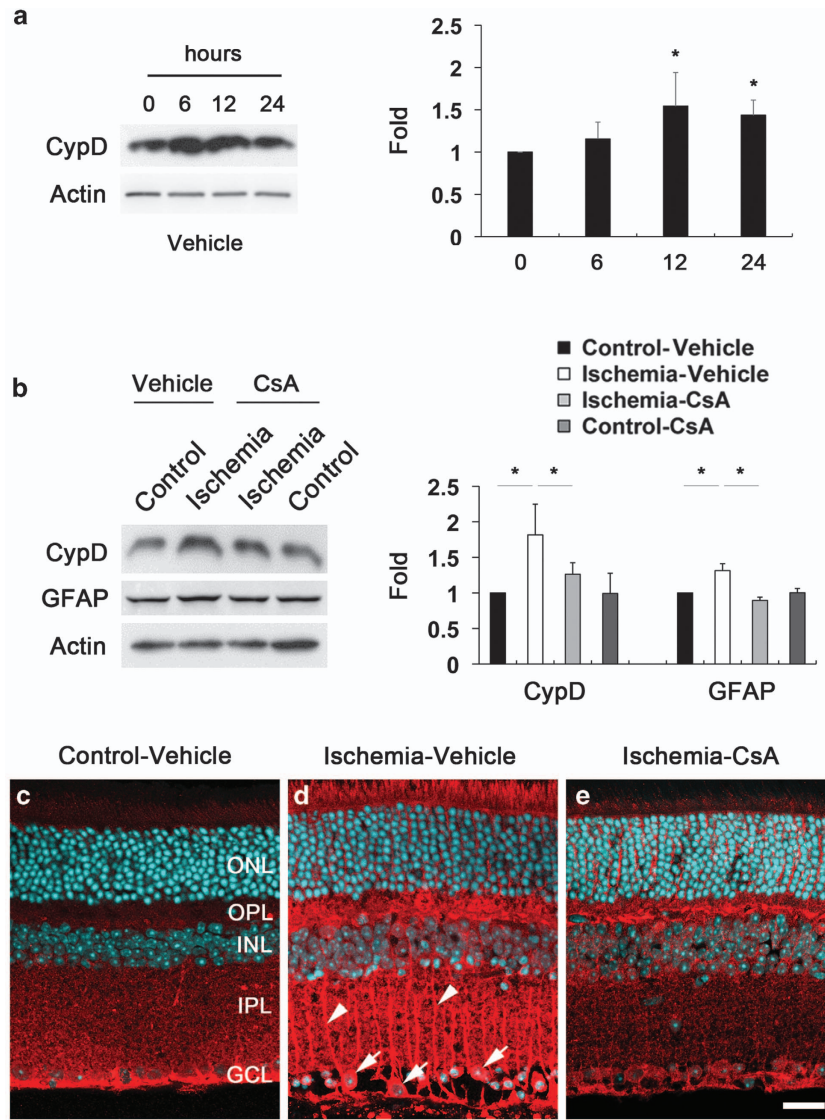 a
hours
0 6 12 24
CypD
Actin
Vehicle
Fold
2.5
2
1.5
1
0.5
0
* *
0 6 12 24
b
Vehicle CsA
Control Ischemia Ischemia Control
CypD
GFAP
Actin
Control-Vehicle
Ischemia-Vehicle
Ischemia-CsA
Control-CsA
* * * *
Fold
2.5
2
1.5
1
0.5
0
CypD GFAP
Control-Vehicle Ischemia-Vehicle Ischemia-CsA
c d e
ONL
OPL
INL
IPL
GCL